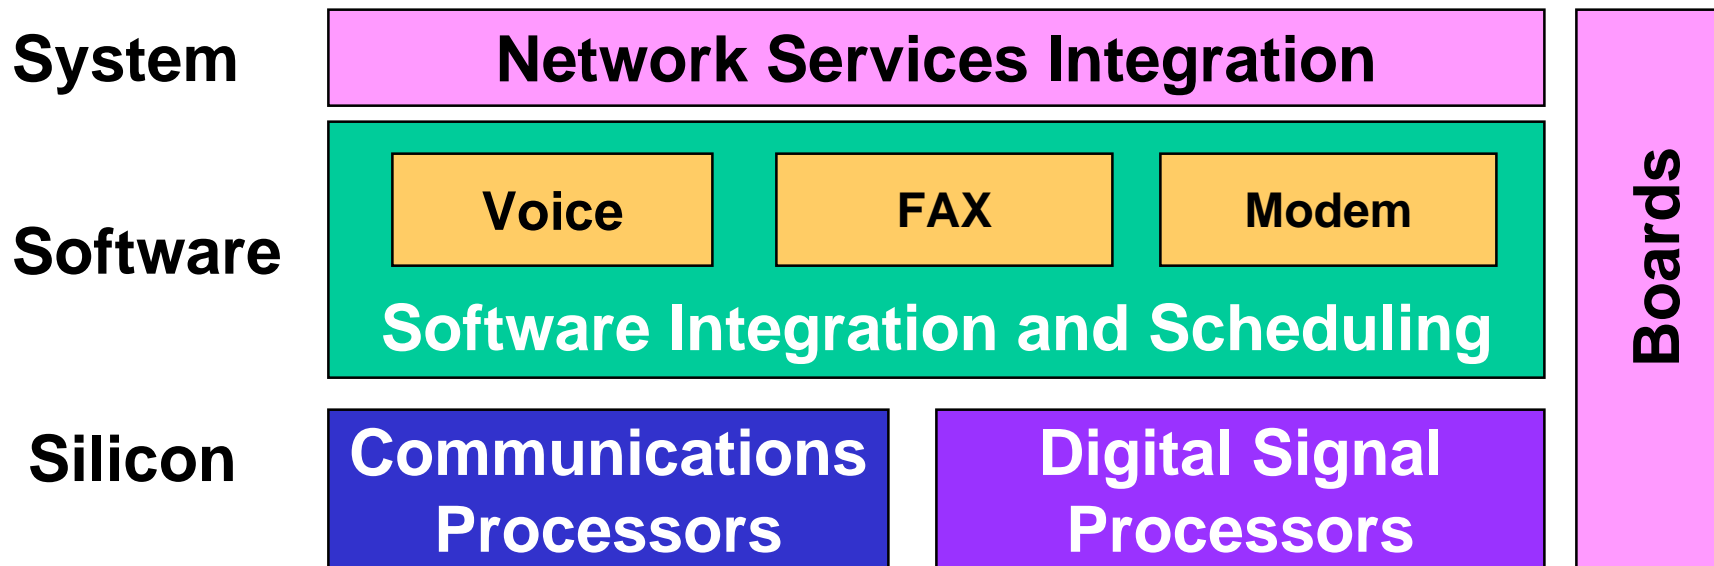 System
Network Services Integration
Software
Voice
FAX
Modem
Software Integration and Scheduling
Silicon
Communications
Processors
Digital Signal
Processors
Boards